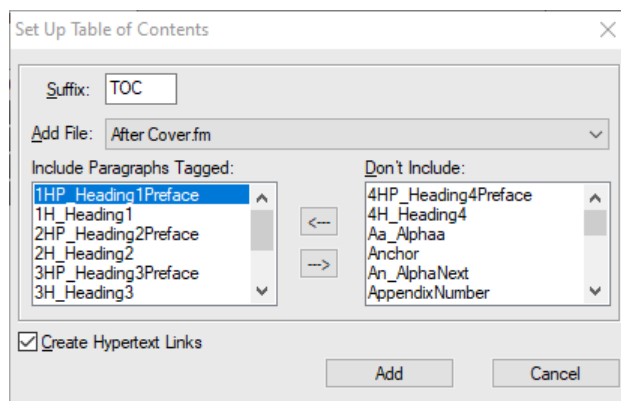 Set Up Table of Contents
Suffix: TOC
Add File: After Cover.fm
Include Paragraphs Tagged:
1HP_Heading1Preface
1H_Heading1
2HP_Heading2Preface
2H_Heading2
3HP_Heading3Preface
3H_Heading3
<---
--->
Don't Include:
4HP_Heading4Preface
4H_Heading4
Aa_Alphaa
Anchor
An_AlphaNext
AppendixNumber
Create Hypertext Links
Add
Cancel